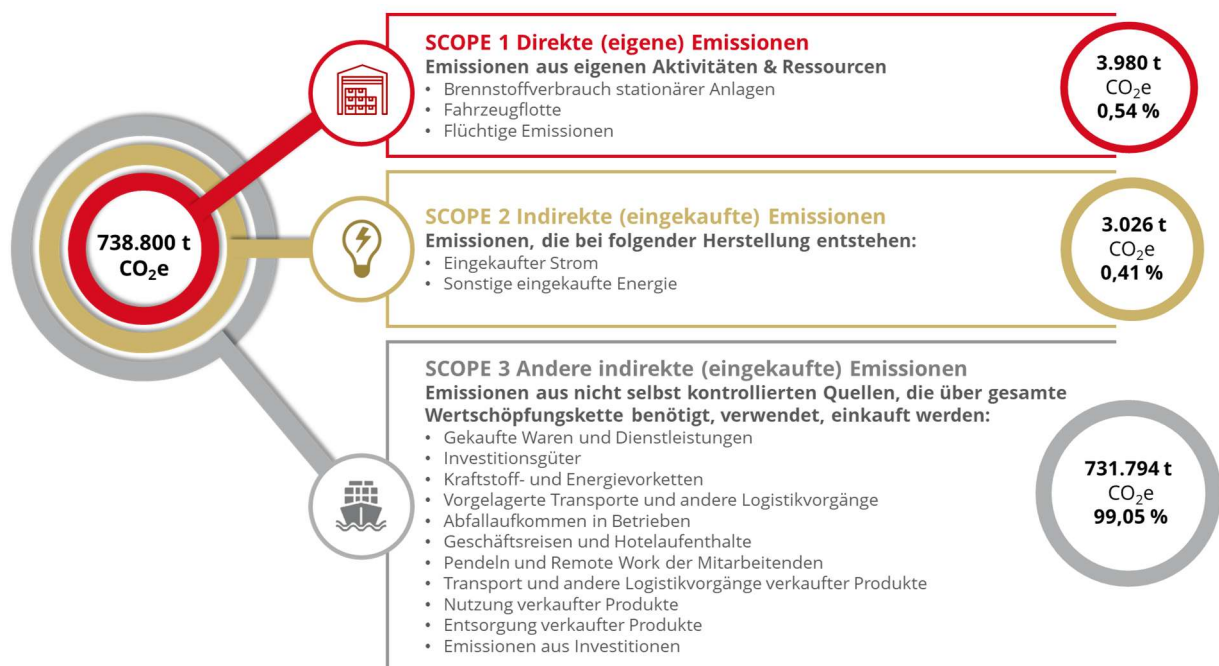 738.800 t
CO₂e
SCOPE 1 Direkte (eigene) Emissionen
Emissionen aus eigenen Aktivitäten & Ressourcen
• Brennstoffverbrauch stationärer Anlagen
• Fahrzeugflotte
• Flüchtige Emissionen
3.980 t
CO₂e
0,54 %
SCOPE 2 Indirekte (eingekaufte) Emissionen
Emissionen, die bei folgender Herstellung entstehen:
• Eingekaufter Strom
• Sonstige eingekaufte Energie
3.026 t
CO₂e
0,41 %
SCOPE 3 Andere indirekte (eingekaufte) Emissionen
Emissionen aus nicht selbst kontrollierten Quellen, die über gesamte
Wertschöpfungskette benötigt, verwendet, einkauft werden:
• Gekaufte Waren und Dienstleistungen
• Investitionsgüter
• Kraftstoff- und Energievorketten
• Vorgelagerte Transporte und andere Logistikvorgänge
• Abfallaufkommen in Betrieben
• Geschäftsreisen und Hotelaufenthalte
• Pendeln und Remote Work der Mitarbeitenden
• Transport und andere Logistikvorgänge verkaufter Produkte
• Nutzung verkaufter Produkte
• Entsorgung verkaufter Produkte
• Emissionen aus Investitionen
731.794 t
CO₂e
99,05 %